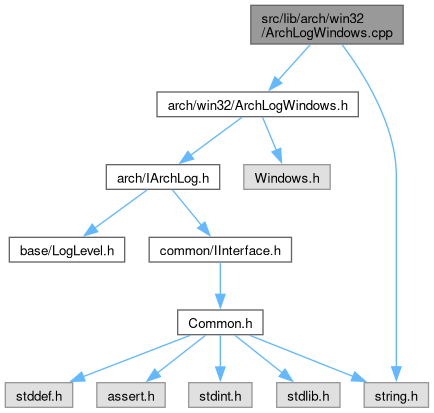 src/lib/arch/win32
/ArchLogWindows.cpp
arch/win32/ArchLogWindows.h
arch/IArchLog.h
Windows.h
base/LogLevel.h
common/IInterface.h
Common.h
stddef.h
assert.h
stdint.h
stdlib.h
string.h